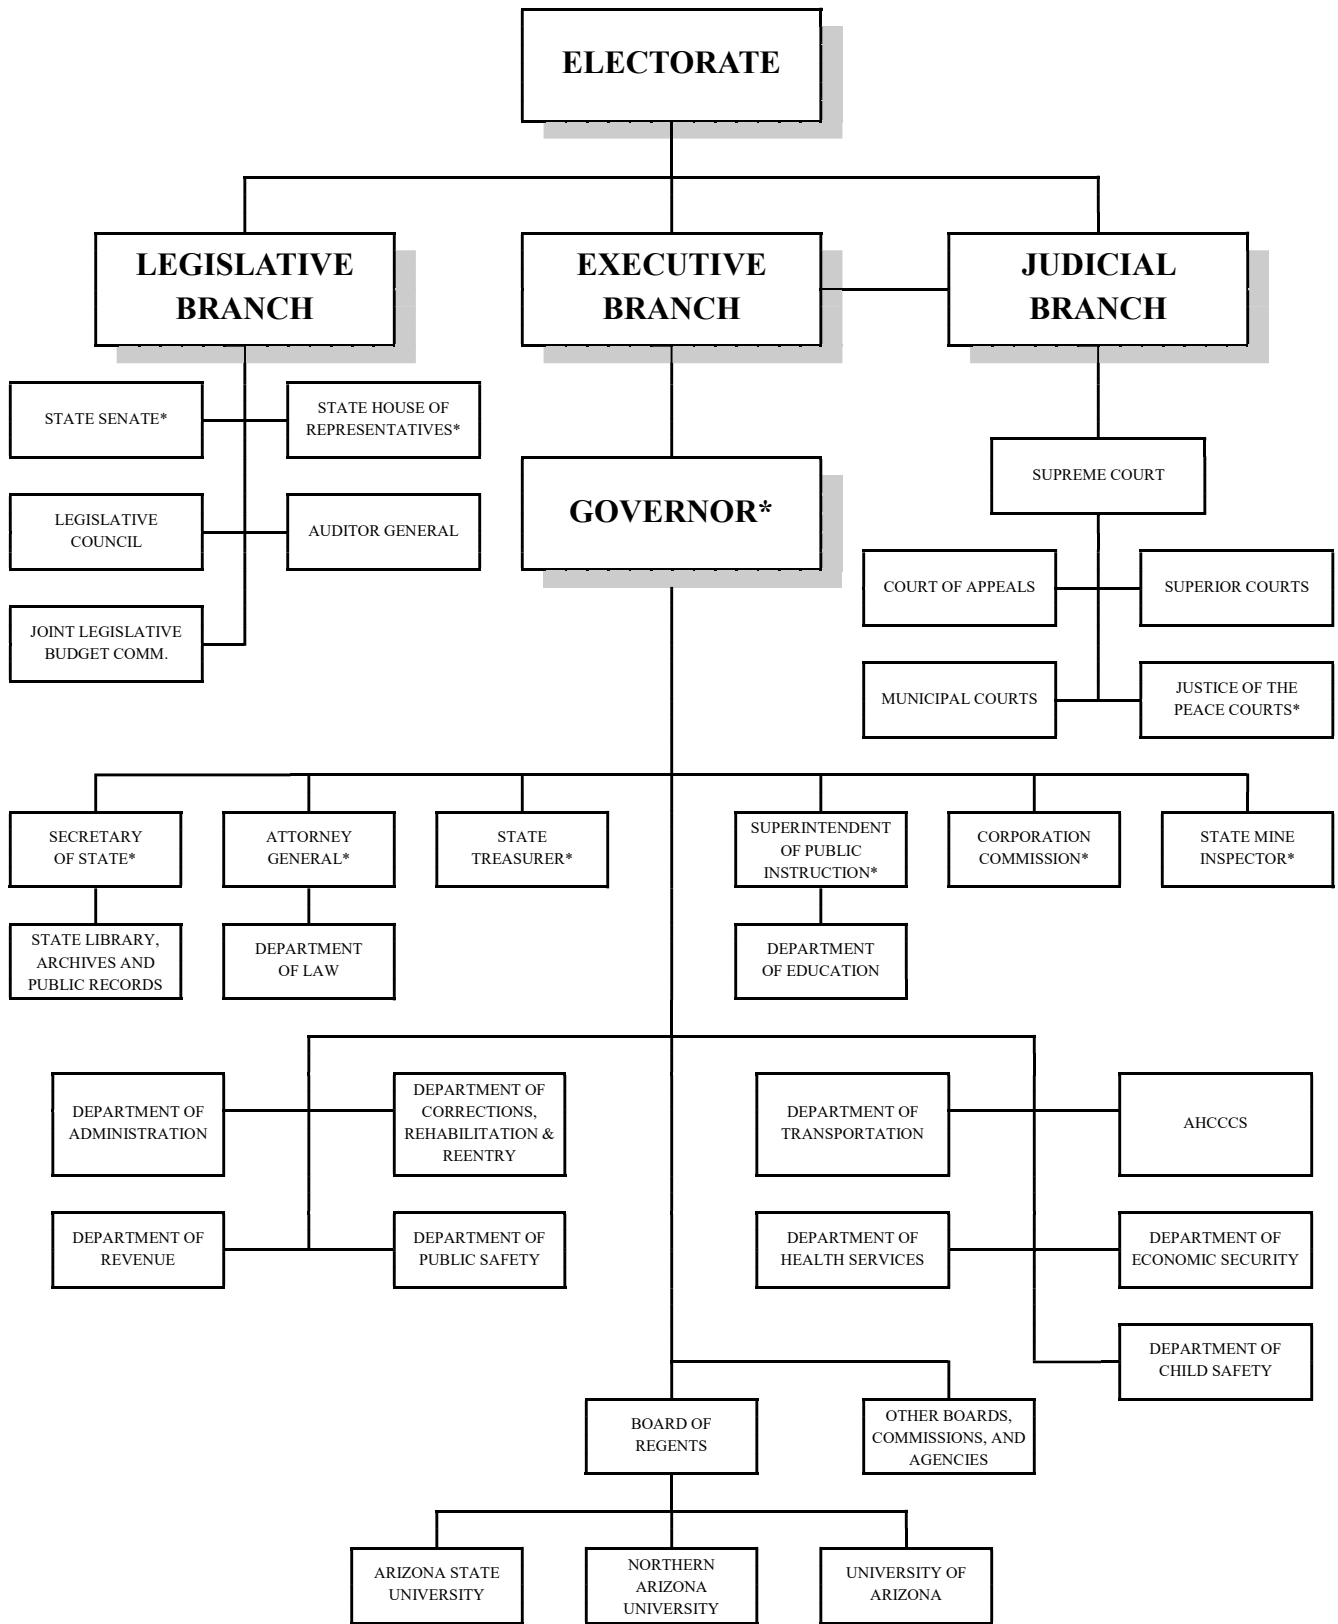 ELECTORATE
LEGISLATIVE
BRANCH
EXECUTIVE
BRANCH
JUDICIAL
BRANCH
STATE SENATE*
STATE HOUSE OF
REPRESENTATIVES*
LEGISLATIVE
COUNCIL
AUDITOR GENERAL
JOINT LEGISLATIVE
BUDGET COMM.
GOVERNOR*
SUPREME COURT
COURT OF APPEALS
SUPERIOR COURTS
MUNICIPAL COURTS
JUSTICE OF THE
PEACE COURTS*
SECRETARY
OF STATE*
ATTORNEY
GENERAL*
STATE
TREASURER*
SUPERINTENDENT
OF PUBLIC
INSTRUCTION*
CORPORATION
COMMISSION*
STATE MINE
INSPECTOR*
STATE LIBRARY,
ARCHIVES AND
PUBLIC RECORDS
DEPARTMENT
OF LAW
DEPARTMENT
OF EDUCATION
DEPARTMENT OF
ADMINISTRATION
DEPARTMENT OF
CORRECTIONS,
REHABILITATION &
REENTRY
DEPARTMENT OF
TRANSPORTATION
AHCCCS
DEPARTMENT OF
REVENUE
DEPARTMENT OF
PUBLIC SAFETY
DEPARTMENT OF
HEALTH SERVICES
DEPARTMENT OF
ECONOMIC SECURITY
DEPARTMENT OF
CHILD SAFETY
BOARD OF
REGENTS
OTHER BOARDS,
COMMISSIONS, AND
AGENCIES
ARIZONA STATE
UNIVERSITY
NORTHERN
ARIZONA
UNIVERSITY
UNIVERSITY OF
ARIZONA